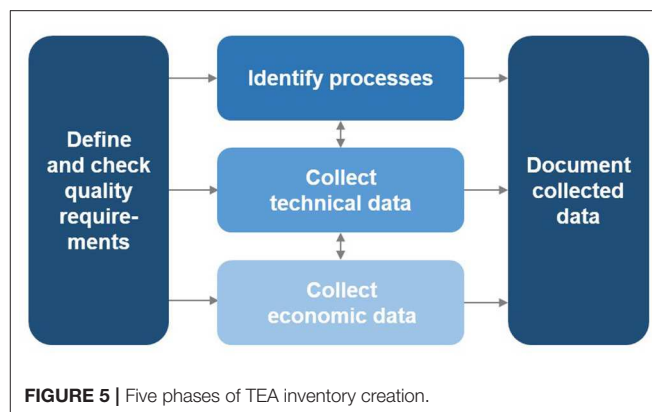 Define
and check
quality
require-
ments
Identify processes
Collect
technical data
Collect
economic data
Document
collected
data
FIGURE 5 | Five phases of TEA inventory creation.